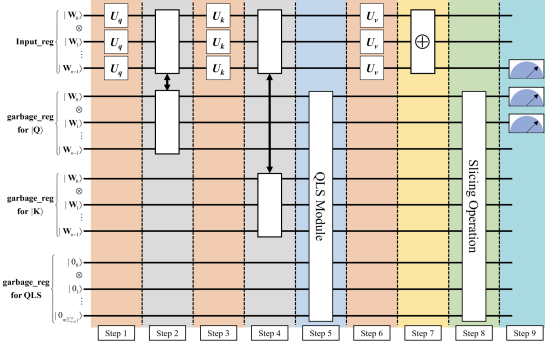 Input_reg
|W₀⟩
⊗
|W₁⟩
⋮
|Wₙ₋₁⟩
U_q
U_q
U_q
U_k
U_k
U_k
U_v
U_v
U_v
⊕
garbage_reg
for |Q⟩
|W₀⟩
⊗
|W₁⟩
⋮
|Wₙ₋₁⟩
garbage_reg
for |K⟩
|W₀⟩
⊗
|W₁⟩
⋮
|Wₙ₋₁⟩
garbage_reg
for QLS
|0₀⟩
⊗
|0₁⟩
⋮
QLS Module
Slicing Operation
Step 1
Step 2
Step 3
Step 4
Step 5
Step 6
Step 7
Step 8
Step 9